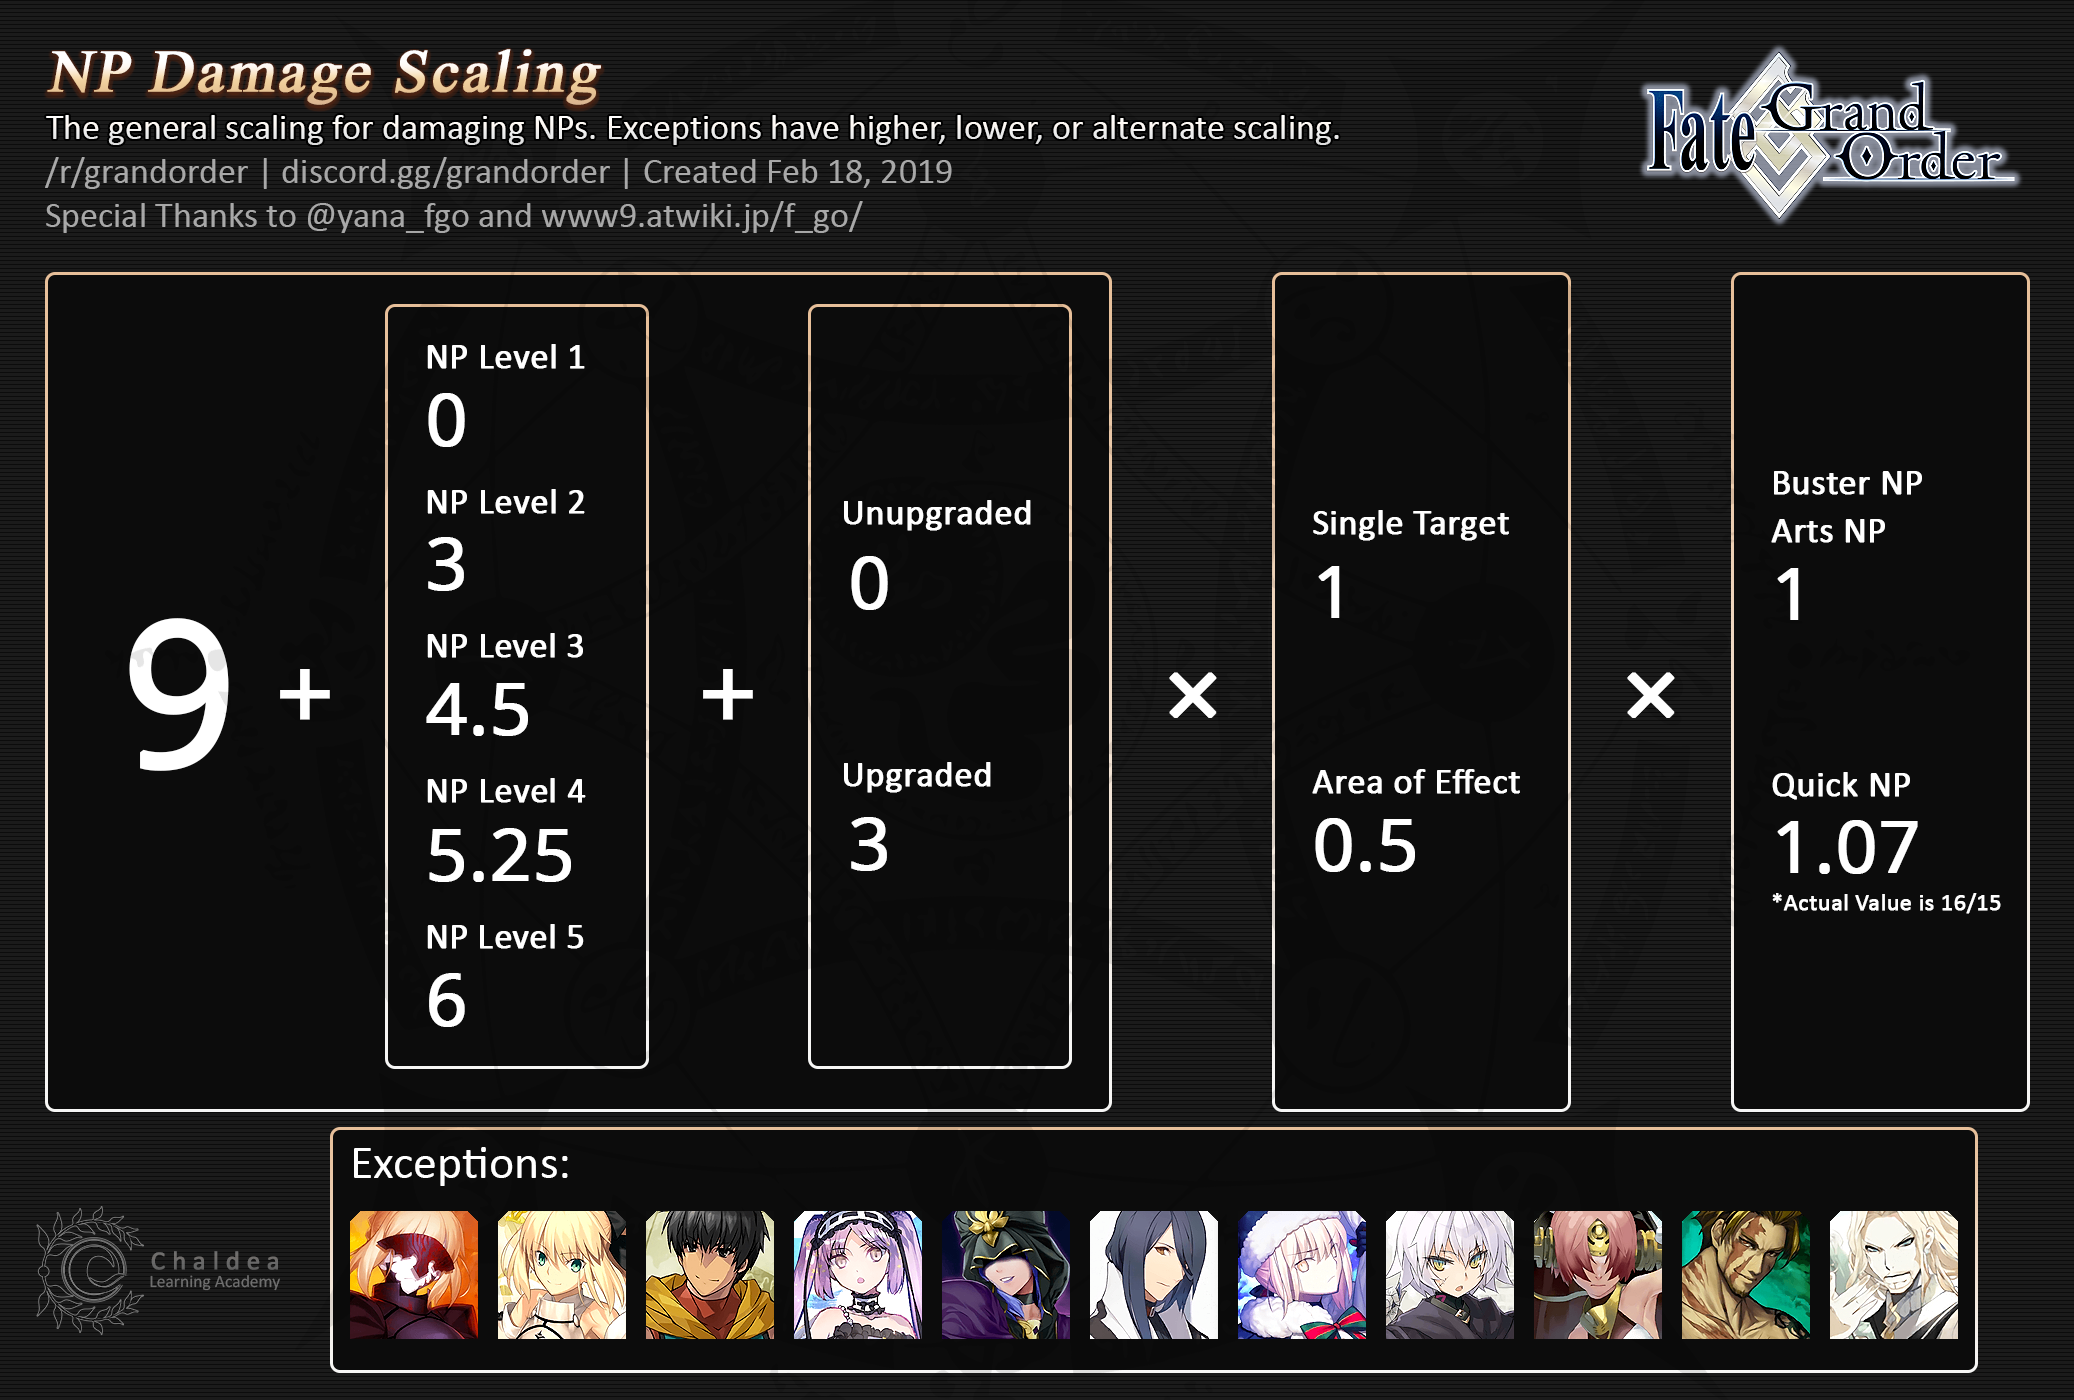 NP Damage Scaling
The general scaling for damaging NPs. Exceptions have higher, lower, or alternate scaling.
/r/grandorder | discord.gg/grandorder | Created Feb 18, 2019
Special Thanks to @yana_fgo and www9.atwiki.jp/f_go/
Fate Grand Order
9
+
NP Level 1
0
NP Level 2
3
NP Level 3
4.5
NP Level 4
5.25
NP Level 5
6
+
Unupgraded
0
Upgraded
3
×
Single Target
1
Area of Effect
0.5
×
Buster NP
Arts NP
1
Quick NP
1.07
*Actual Value is 16/15
Exceptions:
Chaldea
Learning Academy